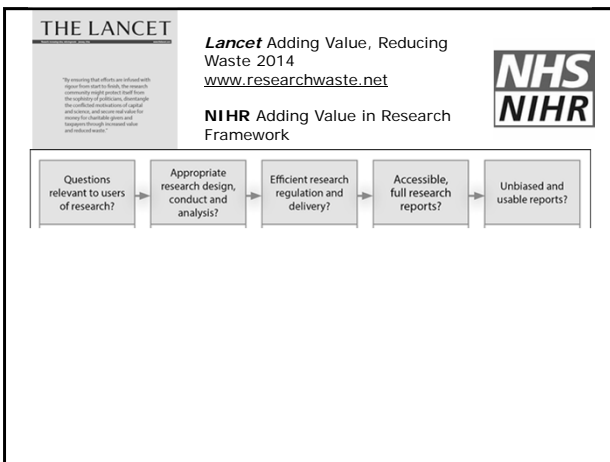 THE LANCET
"By ensuring that efforts are infused with
rigour from start to finish, the research
community might protect itself from
the sophistry of politicians, disentangle
the conflicted motivations of capital
and science, and secure real value for
money for charitable givers and
taxpayers through increased value
and reduced waste."
Lancet Adding Value, Reducing
Waste 2014
www.researchwaste.net
NIHR Adding Value in Research
Framework
NHS
NIHR
Questions
relevant to users
of research?
Appropriate
research design,
conduct and
analysis?
Efficient research
regulation and
delivery?
Accessible,
full research
reports?
Unbiased and
usable reports?